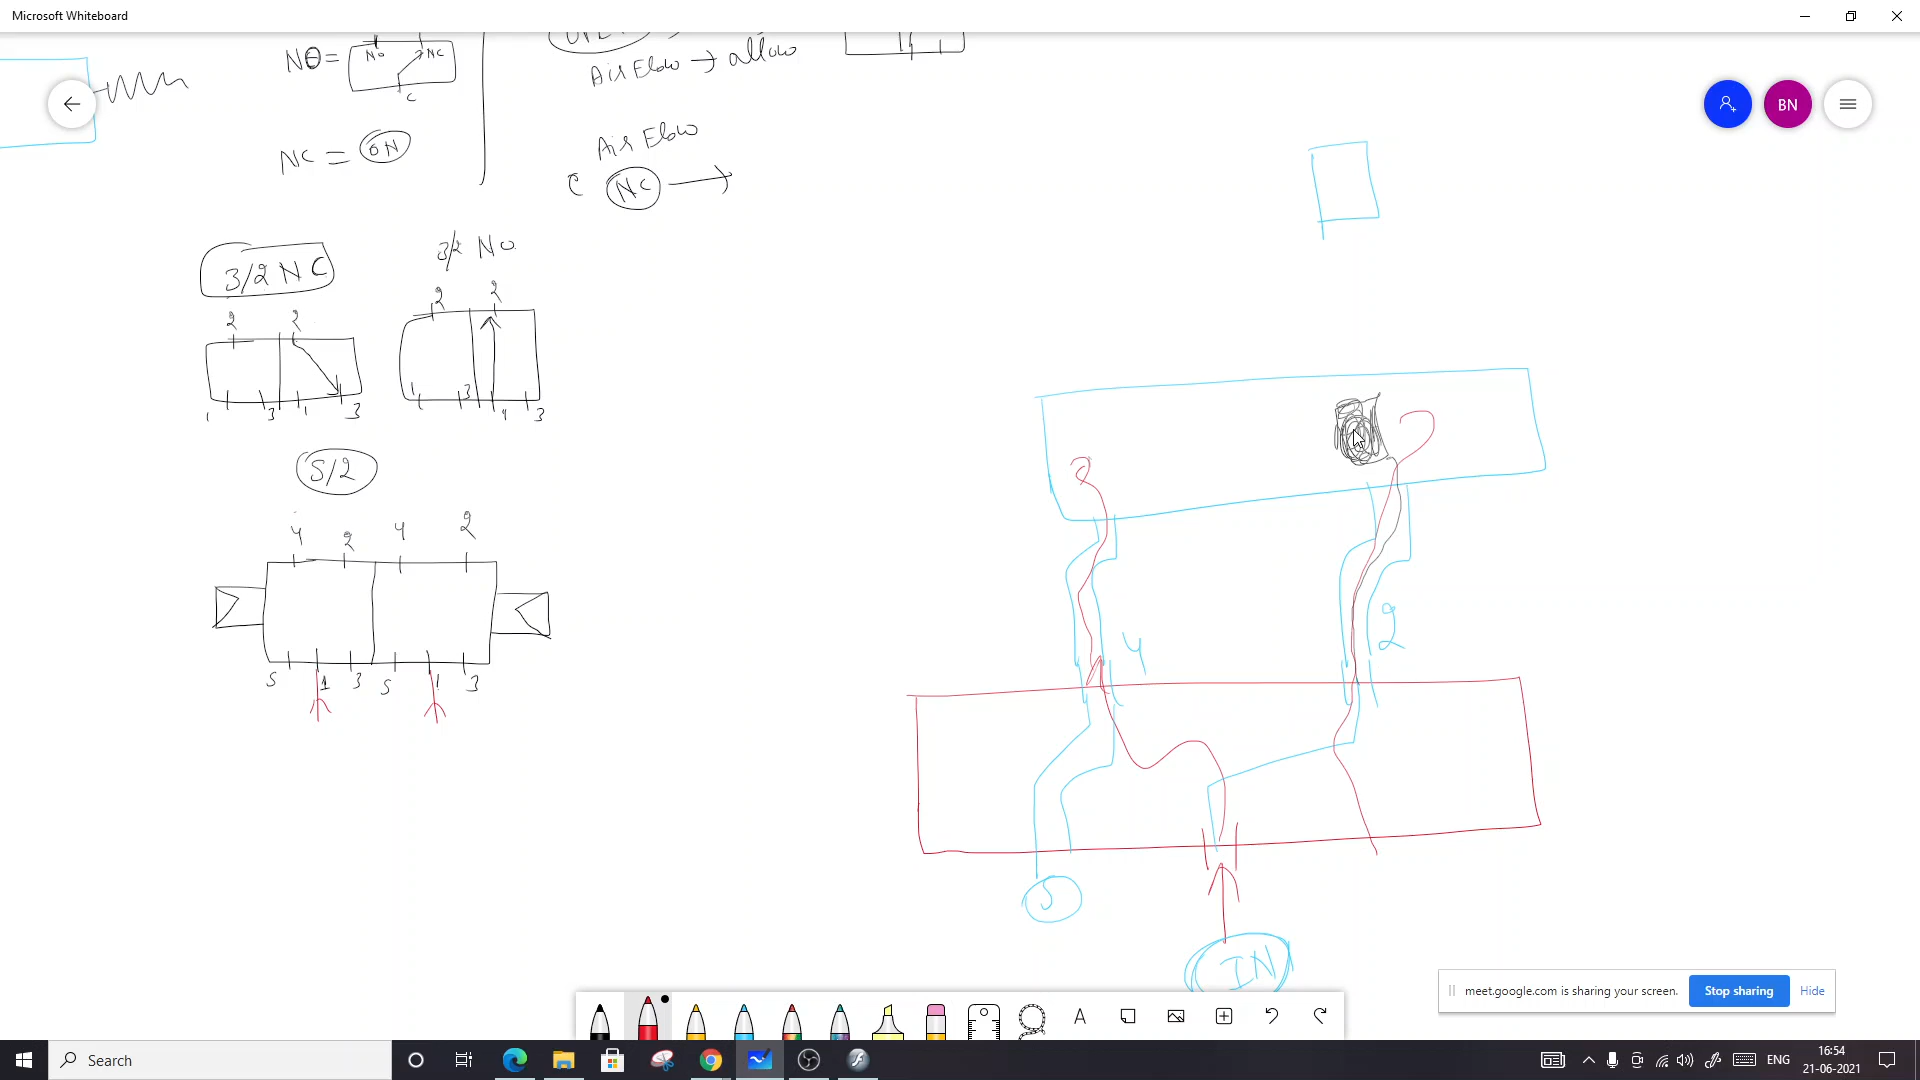 Microsoft Whiteboard
NO =
NO NC
C
NC = ON
Air Flow → allow
Air Flow
C NC →
BN
3/2 NC
3/2 NO
2 2
2 2
1 3 1 3
1 3 4 3
5/2
4 2 4 2
5 1 3 5 1 3
4
2
5
IN
meet.google.com is sharing your screen.
Stop sharing
Hide
A
Search
ENG
16:54
21-06-2021